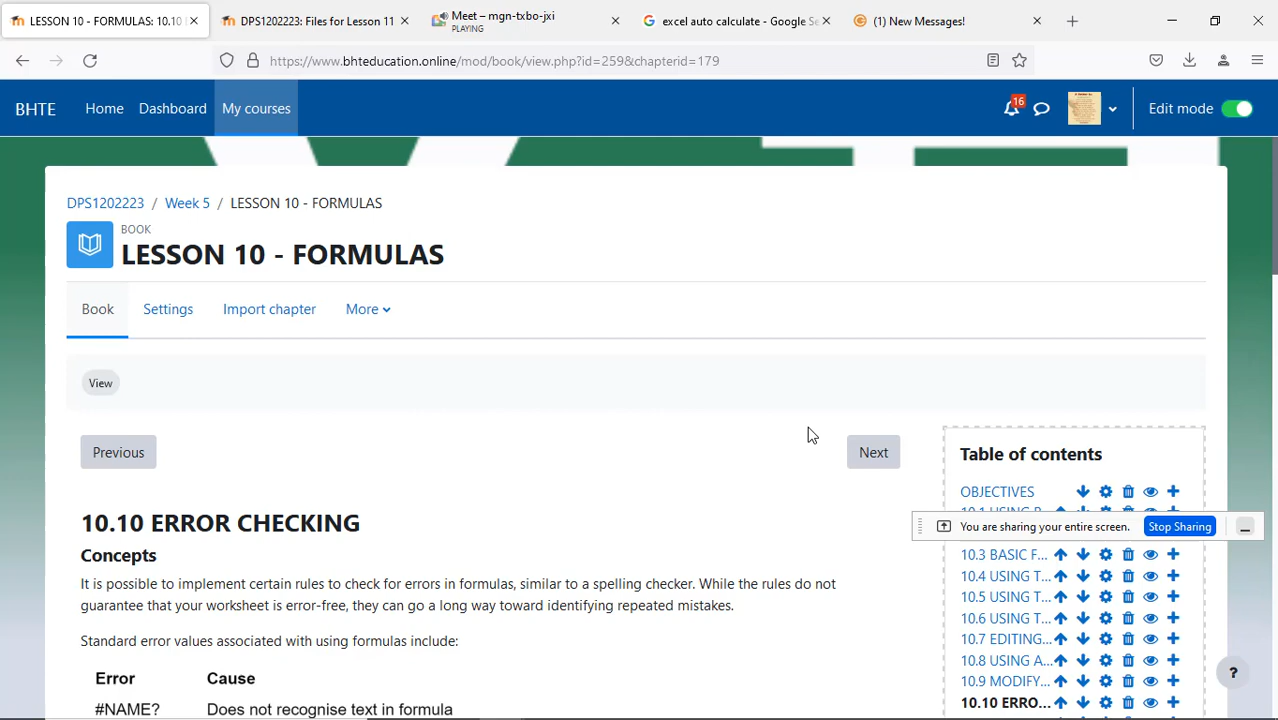 LESSON 10 - FORMULAS: 10.10
DPS1202223: Files for Lesson 11
Meet – mgn-txbo-jxi
PLAYING
excel auto calculate - Google Se
(1) New Messages!
https://www.bhteducation.online/mod/book/view.php?id=259&chapterid=179
BHTE Home Dashboard My courses 16 Edit mode
DPS1202223 / Week 5 / LESSON 10 - FORMULAS
BOOK
LESSON 10 - FORMULAS
Book Settings Import chapter More
View
Previous
Next
10.10 ERROR CHECKING
Concepts
It is possible to implement certain rules to check for errors in formulas, similar to a spelling checker. While the rules do not
guarantee that your worksheet is error-free, they can go a long way toward identifying repeated mistakes.
Standard error values associated with using formulas include:
Error Cause
#NAME? Does not recognise text in formula
Table of contents
OBJECTIVES
You are sharing your entire screen. Stop Sharing
10.3 BASIC F...
10.4 USING T...
10.5 USING T...
10.6 USING T...
10.7 EDITING...
10.8 USING A...
10.9 MODIFY...
10.10 ERRO...
?